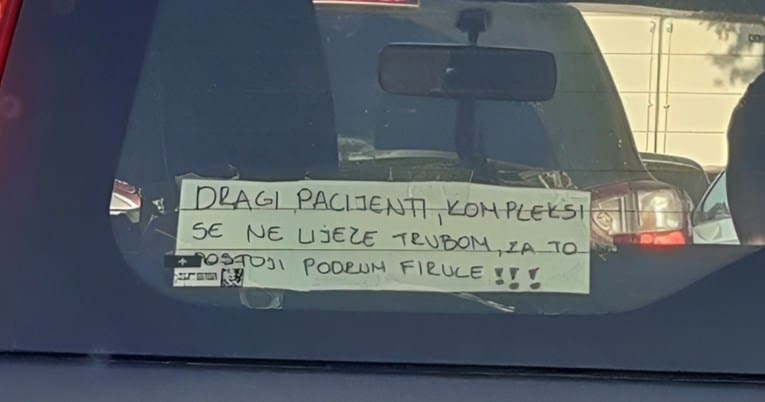 DRAGI PACIJENTI, KOMPLEKSI
SE NE LIJEČE TRUBOM, ZA TO
POSTOJI PODRUM FIRULE !!!